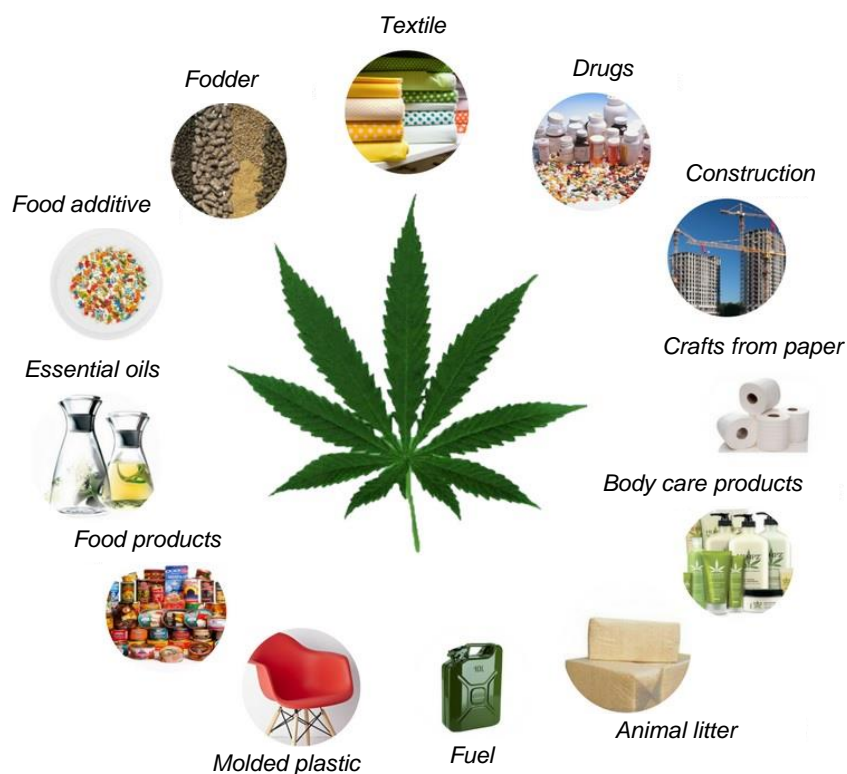 Textile
Fodder
Drugs
Construction
Food additive
Crafts from paper
Essential oils
Body care products
Food products
10L
Animal litter
Fuel
Molded plastic